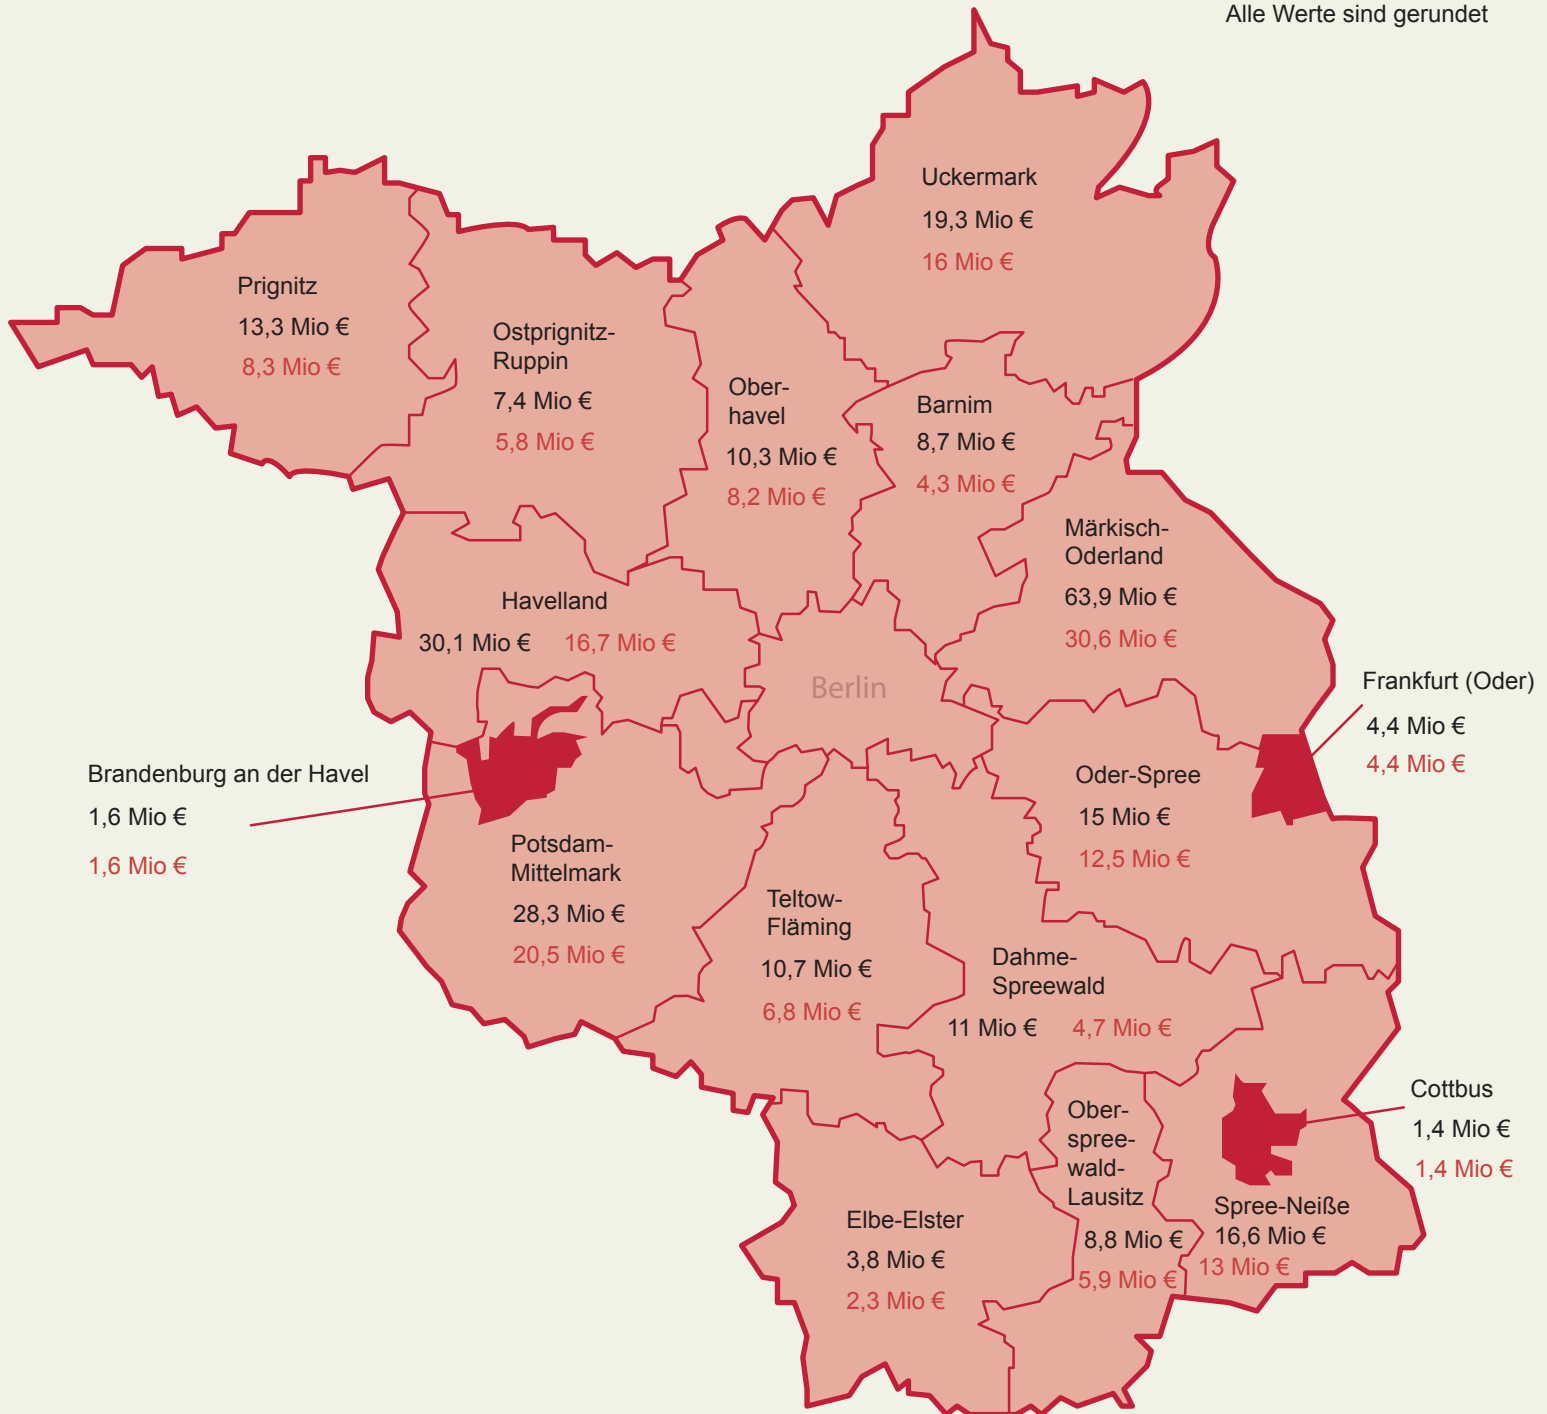 Alle Werte sind gerundet
Uckermark
19,3 Mio €
16 Mio €
Prignitz
13,3 Mio €
8,3 Mio €
Ostprignitz-
Ruppin
7,4 Mio €
5,8 Mio €
Ober-
havel
10,3 Mio €
8,2 Mio €
Barnim
8,7 Mio €
4,3 Mio €
Märkisch-
Oderland
63,9 Mio €
30,6 Mio €
Havelland
30,1 Mio € 16,7 Mio €
Berlin
Frankfurt (Oder)
4,4 Mio €
4,4 Mio €
Brandenburg an der Havel
1,6 Mio €
1,6 Mio €
Oder-Spree
15 Mio €
12,5 Mio €
Potsdam-
Mittelmark
28,3 Mio €
20,5 Mio €
Teltow-
Fläming
10,7 Mio €
6,8 Mio €
Dahme-
Spreewald
11 Mio € 4,7 Mio €
Cottbus
1,4 Mio €
1,4 Mio €
Ober-
spree-
wald-
Lausitz
8,8 Mio €
5,9 Mio €
Spree-Neiße
16,6 Mio €
13 Mio €
Elbe-Elster
3,8 Mio €
2,3 Mio €